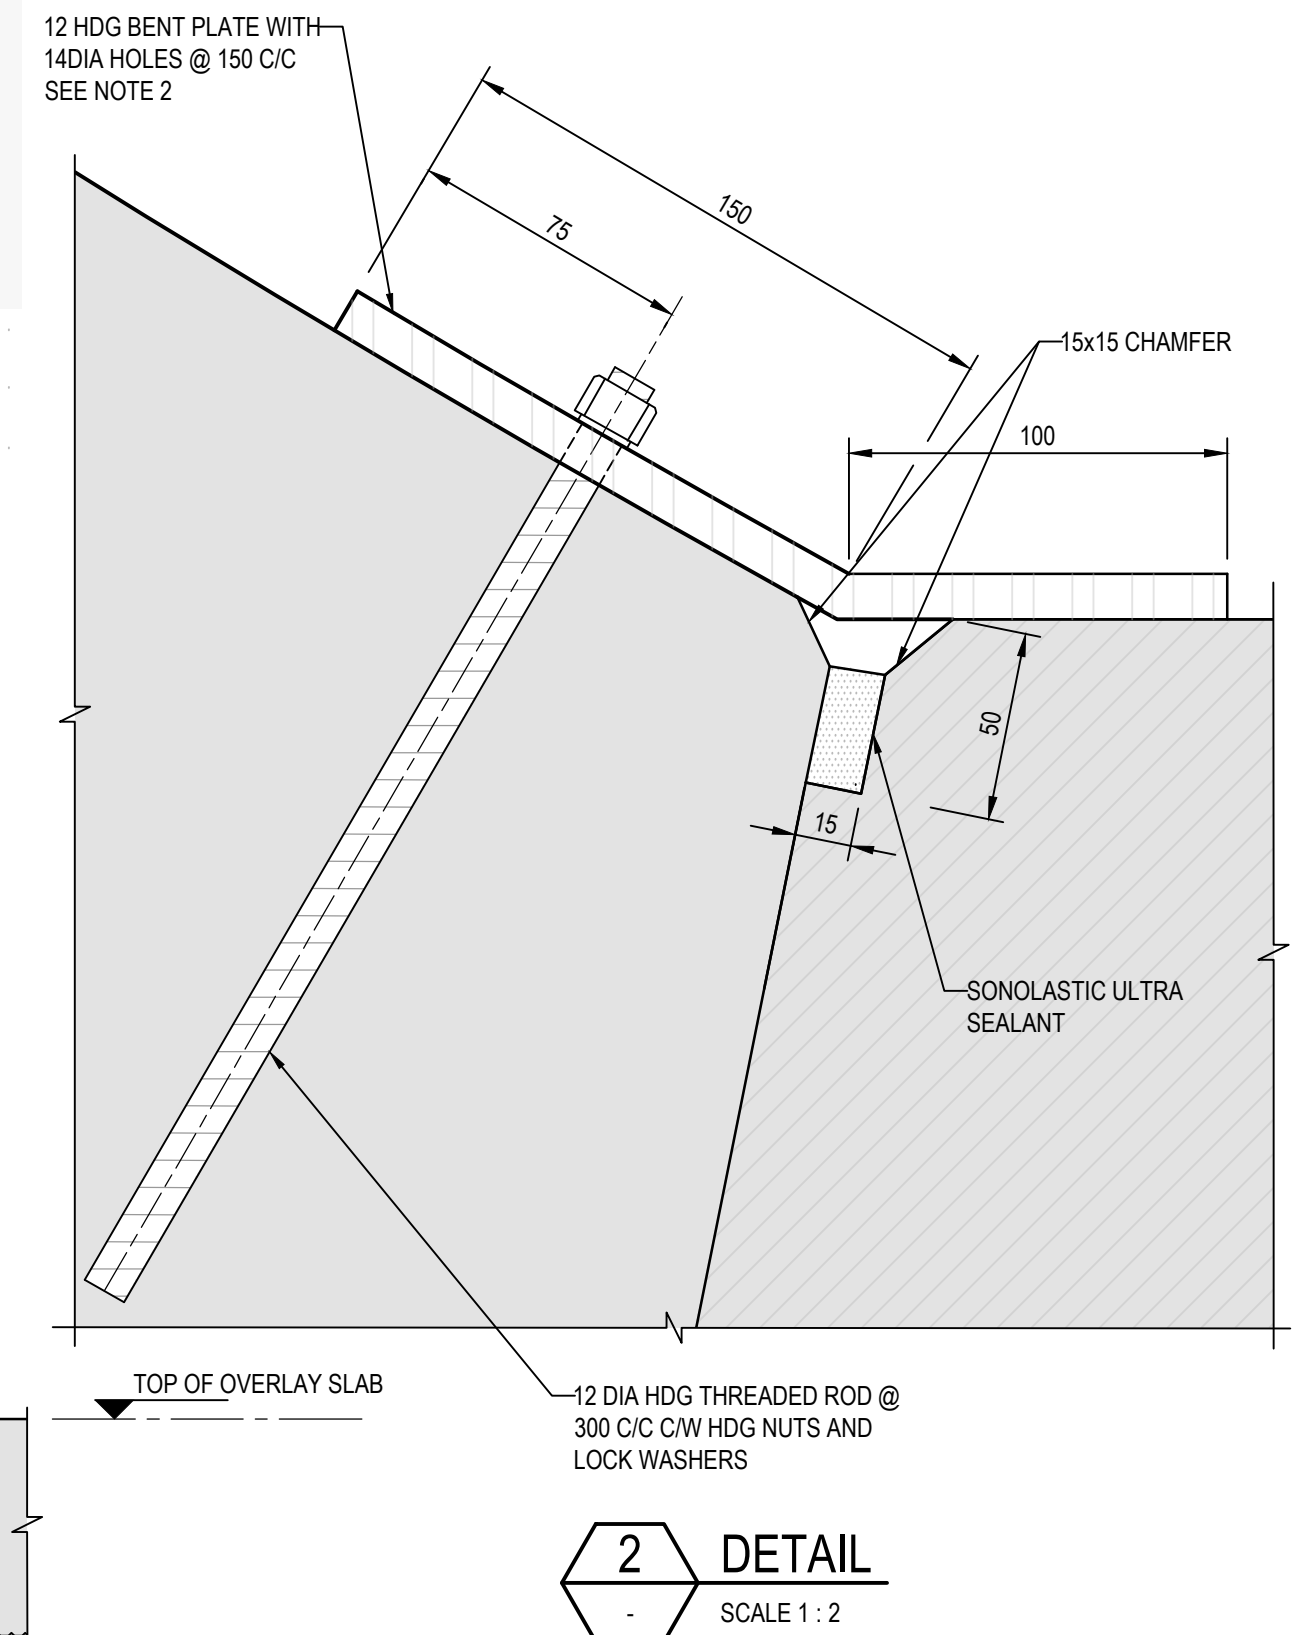 12 HDG BENT PLATE WITH
14DIA HOLES @ 150 C/C
SEE NOTE 2
150
75
15x15 CHAMFER
100
50
15
SONOLASTIC ULTRA
SEALANT
TOP OF OVERLAY SLAB
12 DIA HDG THREADED ROD @
300 C/C C/W HDG NUTS AND
LOCK WASHERS
2 DETAIL
- SCALE 1 : 2